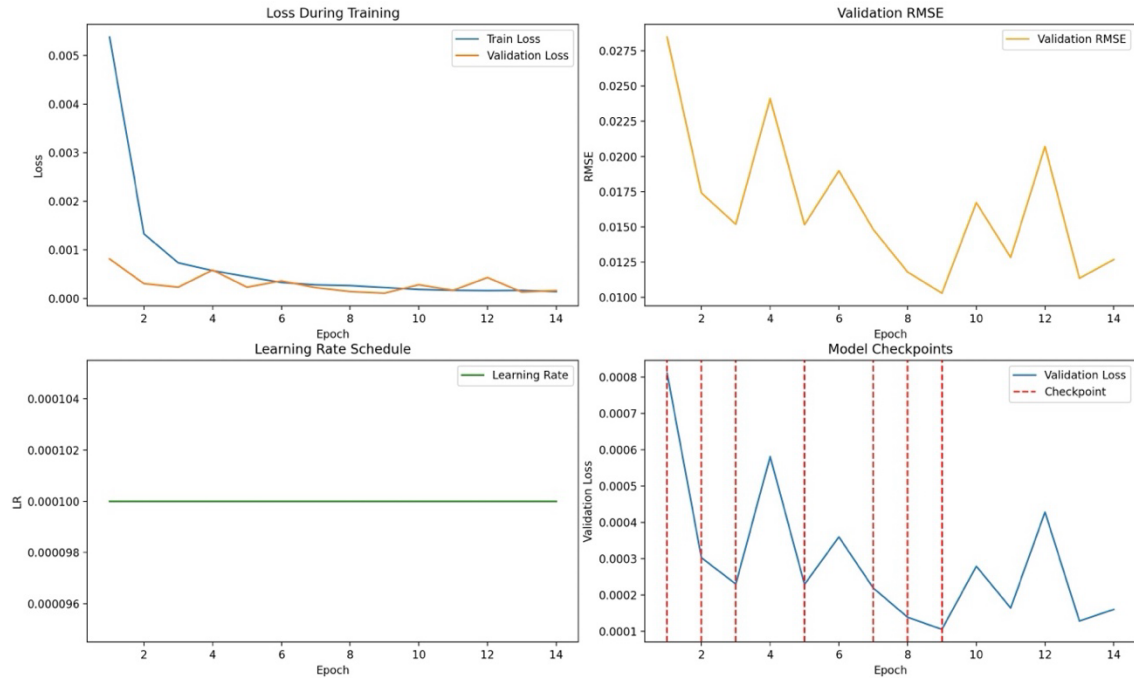 Loss During Training
Train Loss
Validation Loss
0.005
0.004
0.003
0.002
0.001
0.000
Loss
2 4 6 8 10 12 14
Epoch
Validation RMSE
Validation RMSE
0.0275
0.0250
0.0225
0.0200
0.0175
0.0150
0.0125
0.0100
RMSE
2 4 6 8 10 12 14
Epoch
Learning Rate Schedule
Learning Rate
0.000104
0.000102
0.000100
0.000098
0.000096
LR
2 4 6 8 10 12 14
Epoch
Model Checkpoints
Validation Loss
Checkpoint
0.0008
0.0007
0.0006
0.0005
0.0004
0.0003
0.0002
0.0001
Validation Loss
2 4 6 8 10 12 14
Epoch